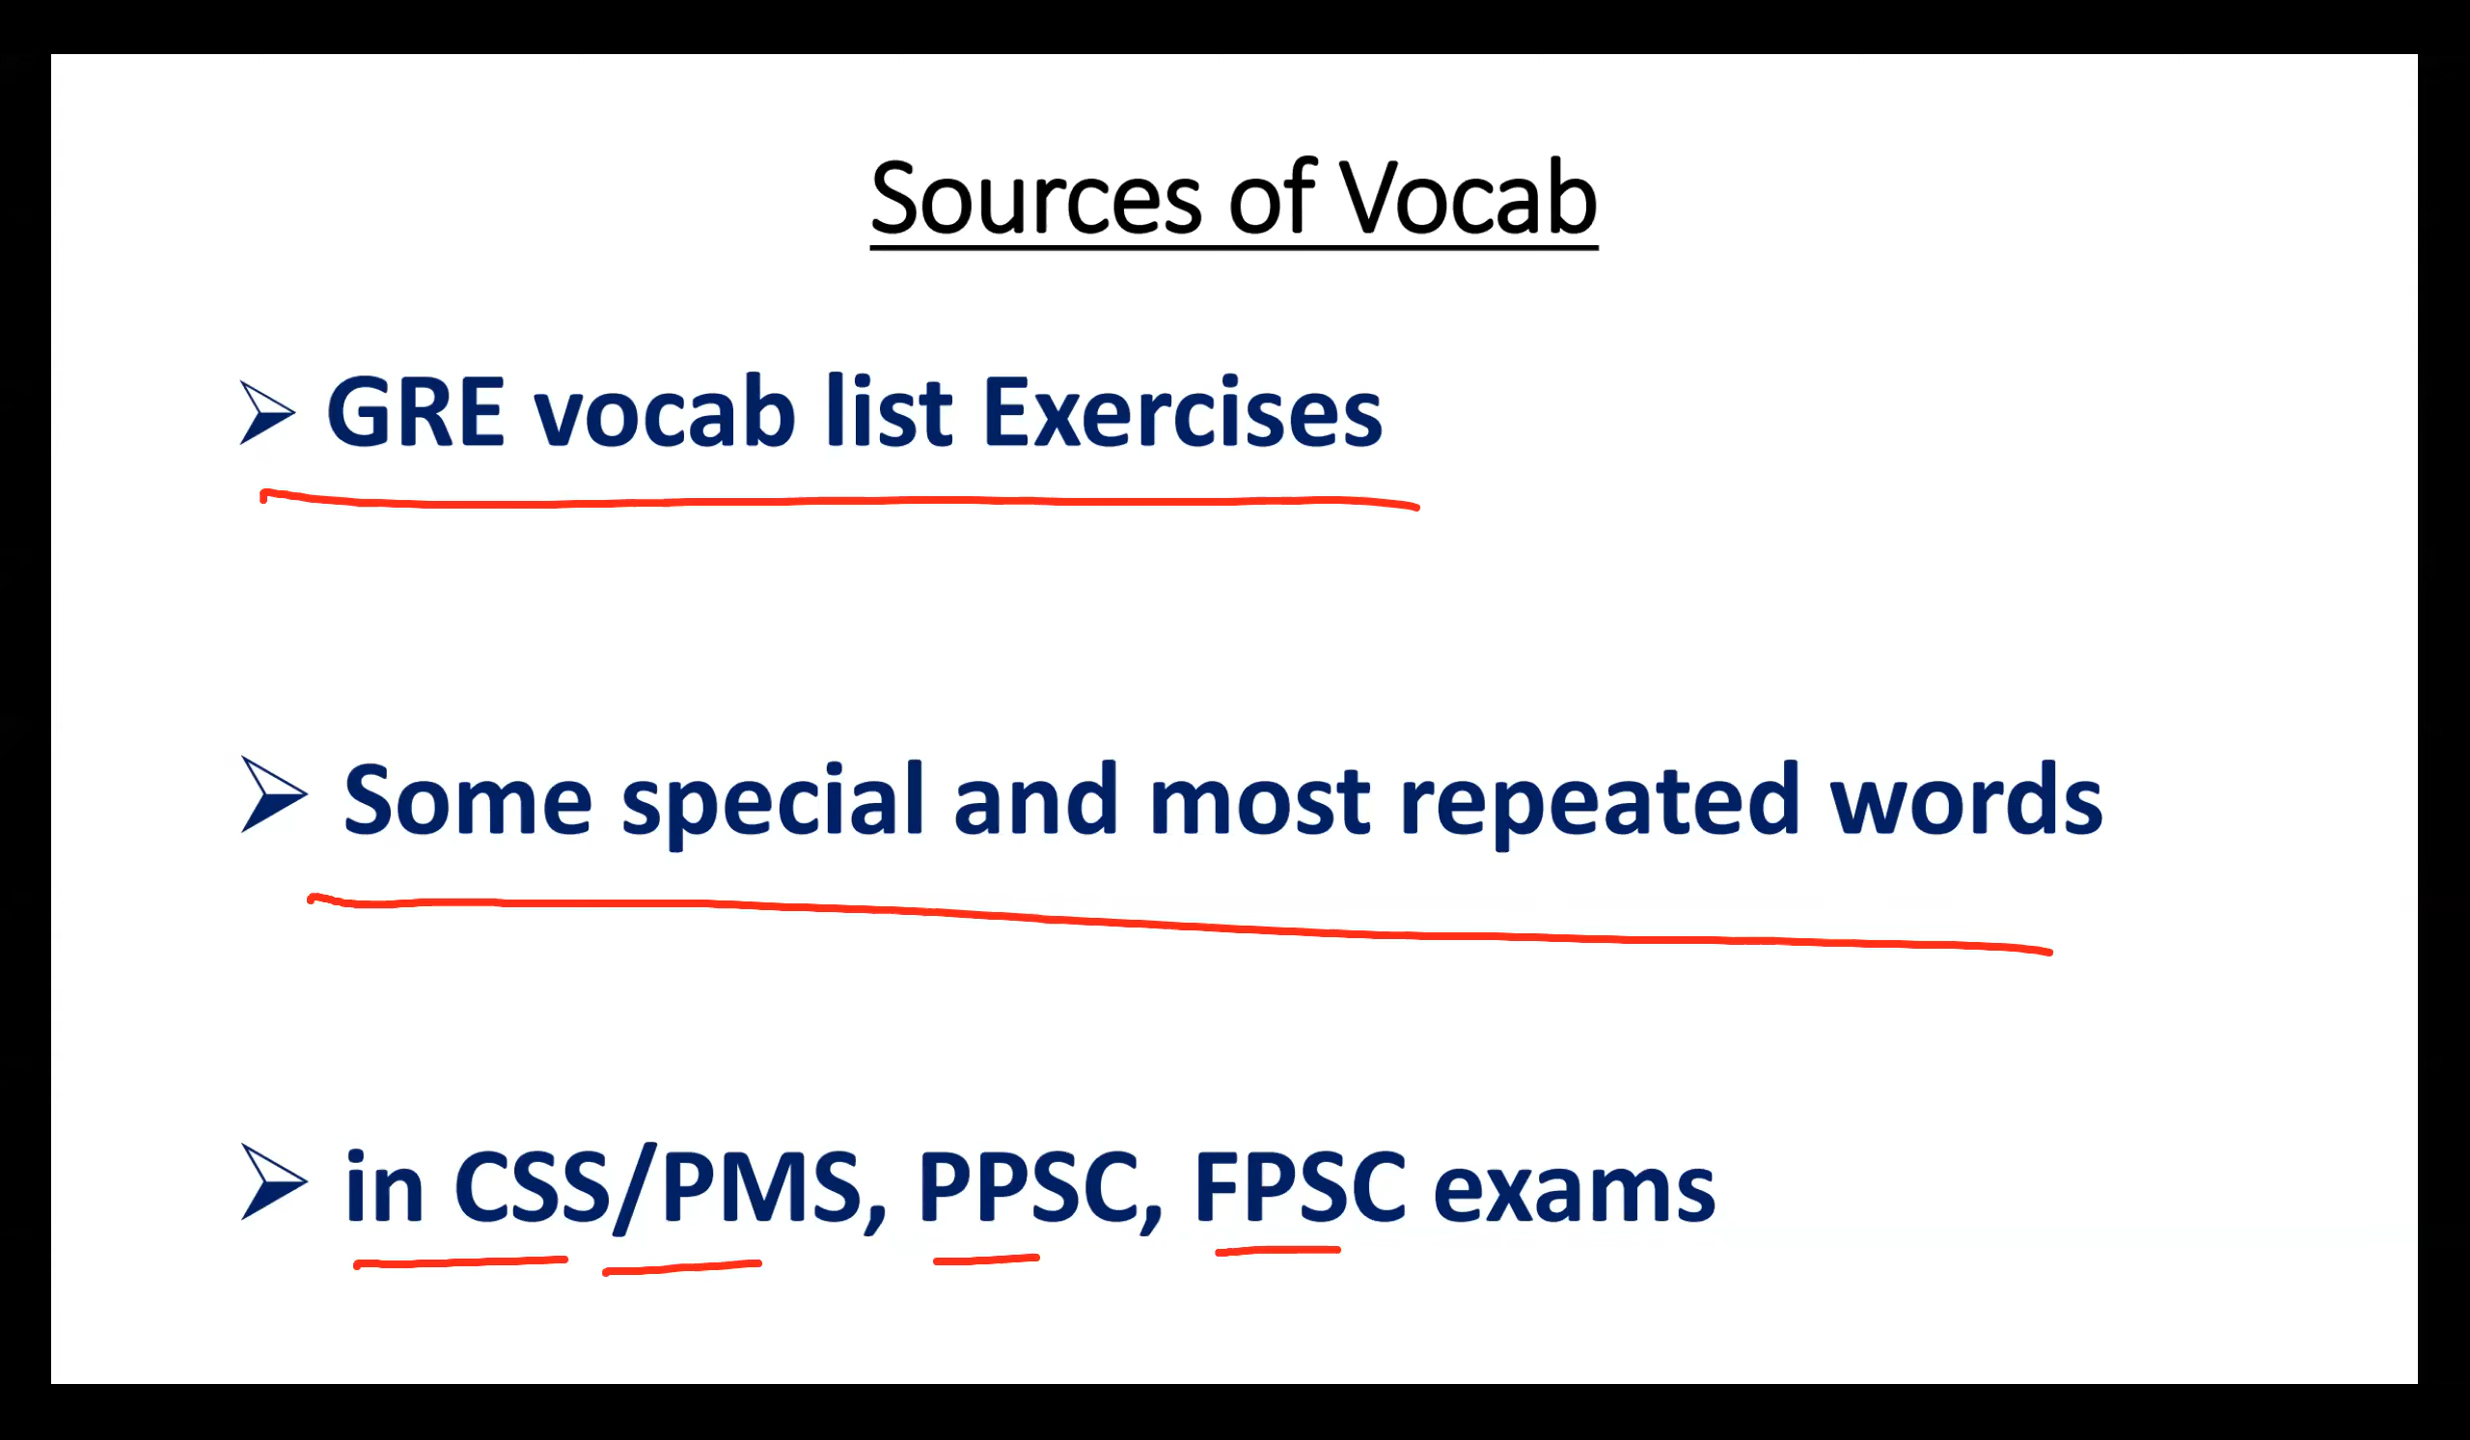 Sources of Vocab
➢ GRE vocab list Exercises
➢ Some special and most repeated words
➢ in CSS/PMS, PPSC, FPSC exams